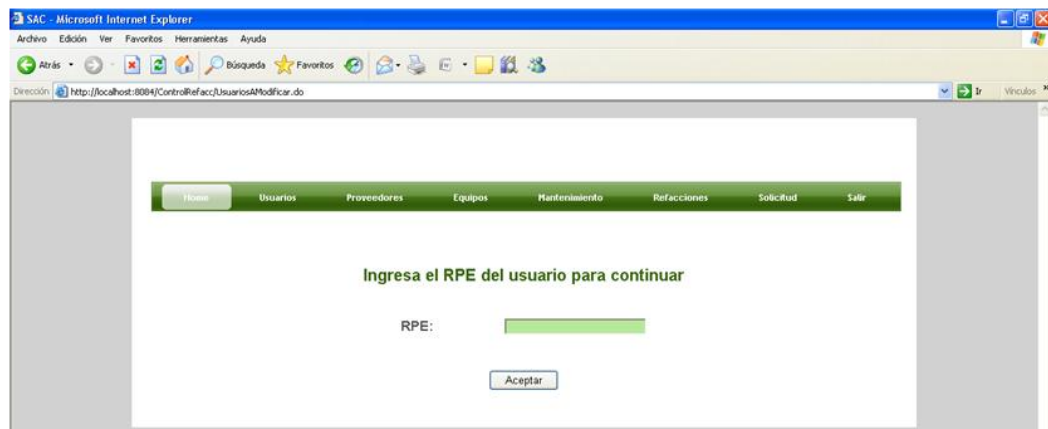 SAC - Microsoft Internet Explorer
Archivo Edición Ver Favoritos Herramientas Ayuda
Atrás Búsqueda Favoritos
Dirección http://localhost:8084/ControlRefacc/UsuariosAModificar.do Ir Vínculos »
Home Usuarios Proveedores Equipos Mantenimiento Refacciones Solicitud Salir
Ingresa el RPE del usuario para continuar
RPE:
Aceptar